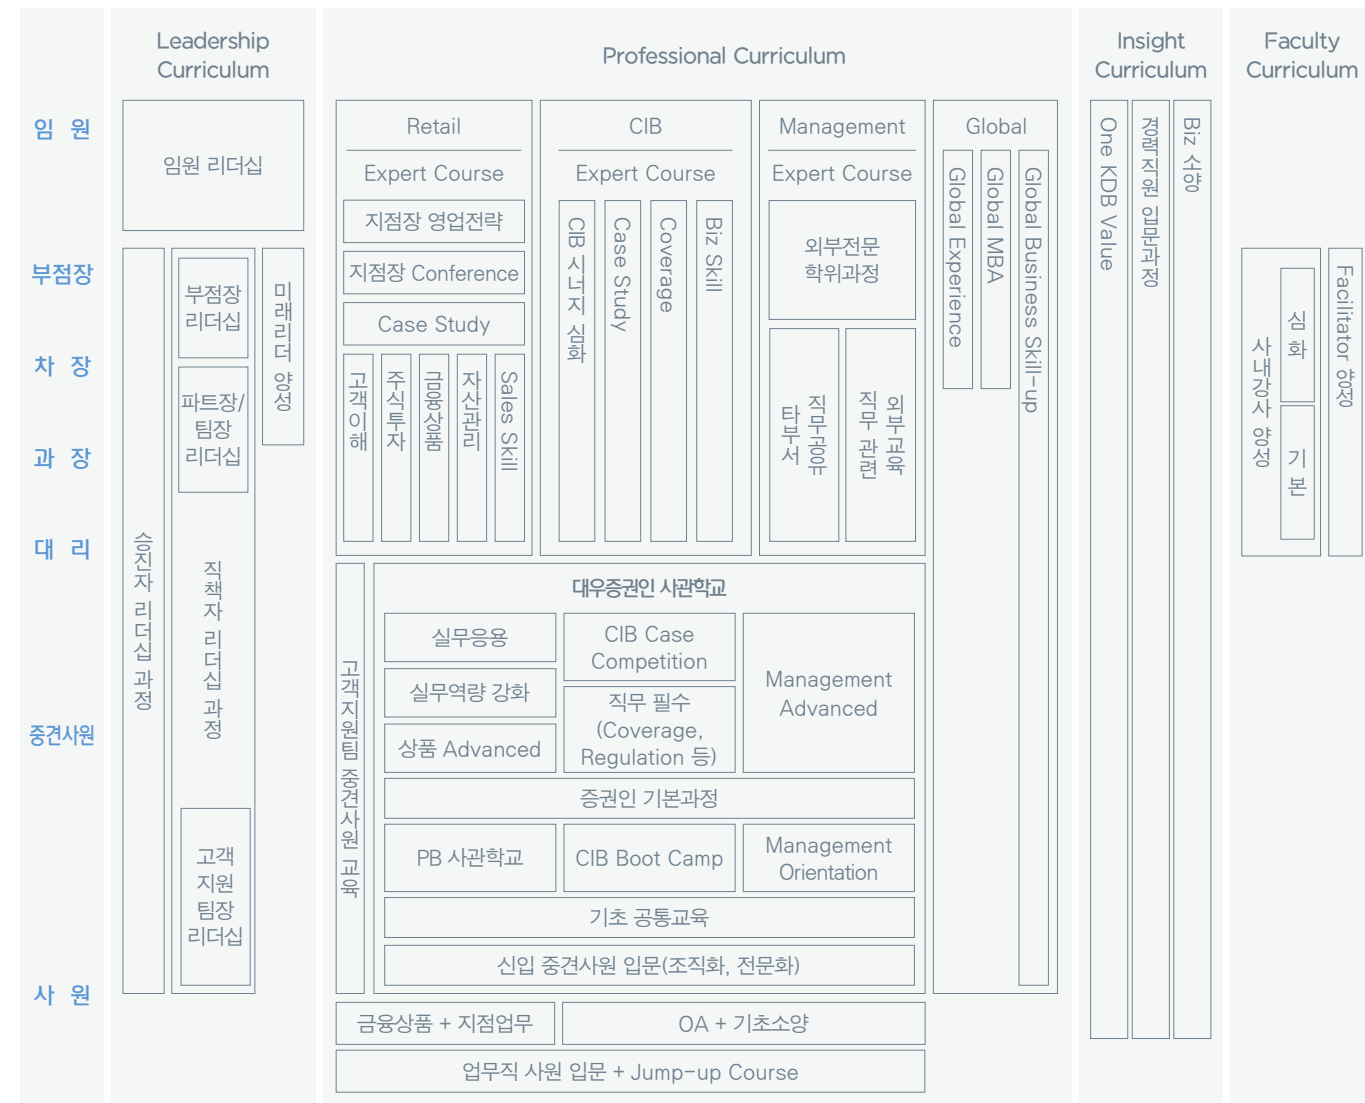 Leadership
Curriculum
Professional Curriculum
Insight
Curriculum
Faculty
Curriculum
임 원
부점장
차 장
과 장
대 리
중견사원
사 원
임원 리더십
승진자 리더십 과정
부점장
리더십
파트장/
팀장
리더십
직책자 리더십 과정
고객
지원
팀장
리더십
미래리더 양성
Retail
Expert Course
지점장 영업전략
지점장 Conference
Case Study
고객이해
주식투자
금융상품
자산관리
Sales Skill
CIB
Expert Course
CIB 시너지 심화
Case Study
Coverage
Biz Skill
Management
Expert Course
외부전문
학위과정
타부서
직무공유
직무 관련
외부교육
Global
Global Experience
Global MBA
Global Business Skill-up
고객지원팀 중견사원 교육
대우증권인 사관학교
실무응용
실무역량 강화
상품 Advanced
CIB Case
Competition
직무 필수
(Coverage,
Regulation 등)
Management
Advanced
증권인 기본과정
PB 사관학교
CIB Boot Camp
Management
Orientation
기초 공통교육
신입 중견사원 입문(조직화, 전문화)
금융상품 + 지점업무
OA + 기초소양
업무직 사원 입문 + Jump-up Course
One KDB Value
경력직원 입문과정
Biz 소양
사내강사 양성
심화
기본
Facilitator 양성